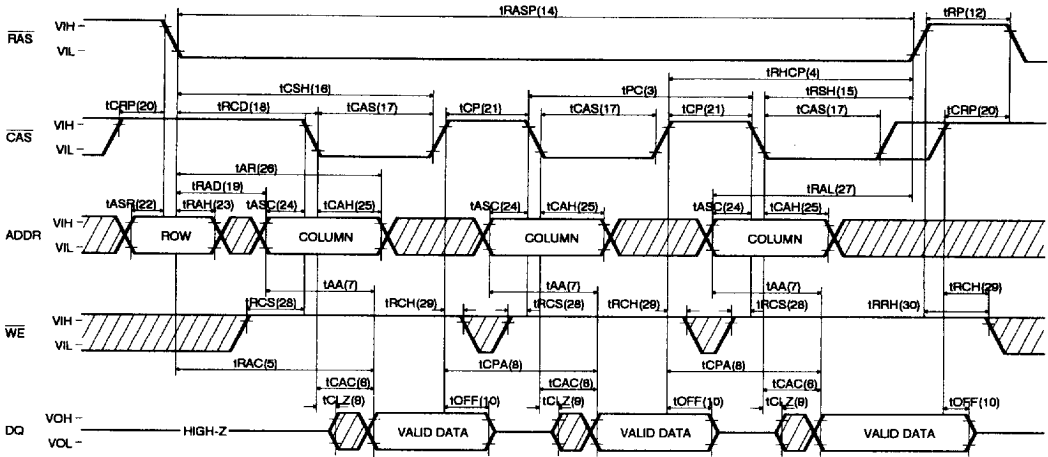 tRASP(14) tRP(12)
RAS VIH
VIL
tRHCP(4)
tCSH(16) tPC(3) tRSH(15)
tCRP(20) tRCD(18) tCAS(17) tCP(21) tCAS(17) tCP(21) tCAS(17) tCRP(20)
CAS VIH
VIL
tAR(26)
tRAD(19) tRAL(27)
tASR(22) tRAH(23) tASC(24) tCAH(25) tASC(24) tCAH(25) tASC(24) tCAH(25)
ADDR VIH
VIL
ROW COLUMN COLUMN COLUMN
tAA(7) tAA(7) tAA(7)
tRCS(28) tRCH(29) tRCS(28) tRCH(29) tRCS(28) tRRH(30) tRCH(29)
WE VIH
VIL
tRAC(5) tCPA(8) tCPA(8)
tCAC(6) tCAC(6) tCAC(6)
tCLZ(9) tOFF(10) tCLZ(9) tOFF(10) tCLZ(9) tOFF(10)
DQ VOH
VOL
HIGH-Z VALID DATA VALID DATA VALID DATA